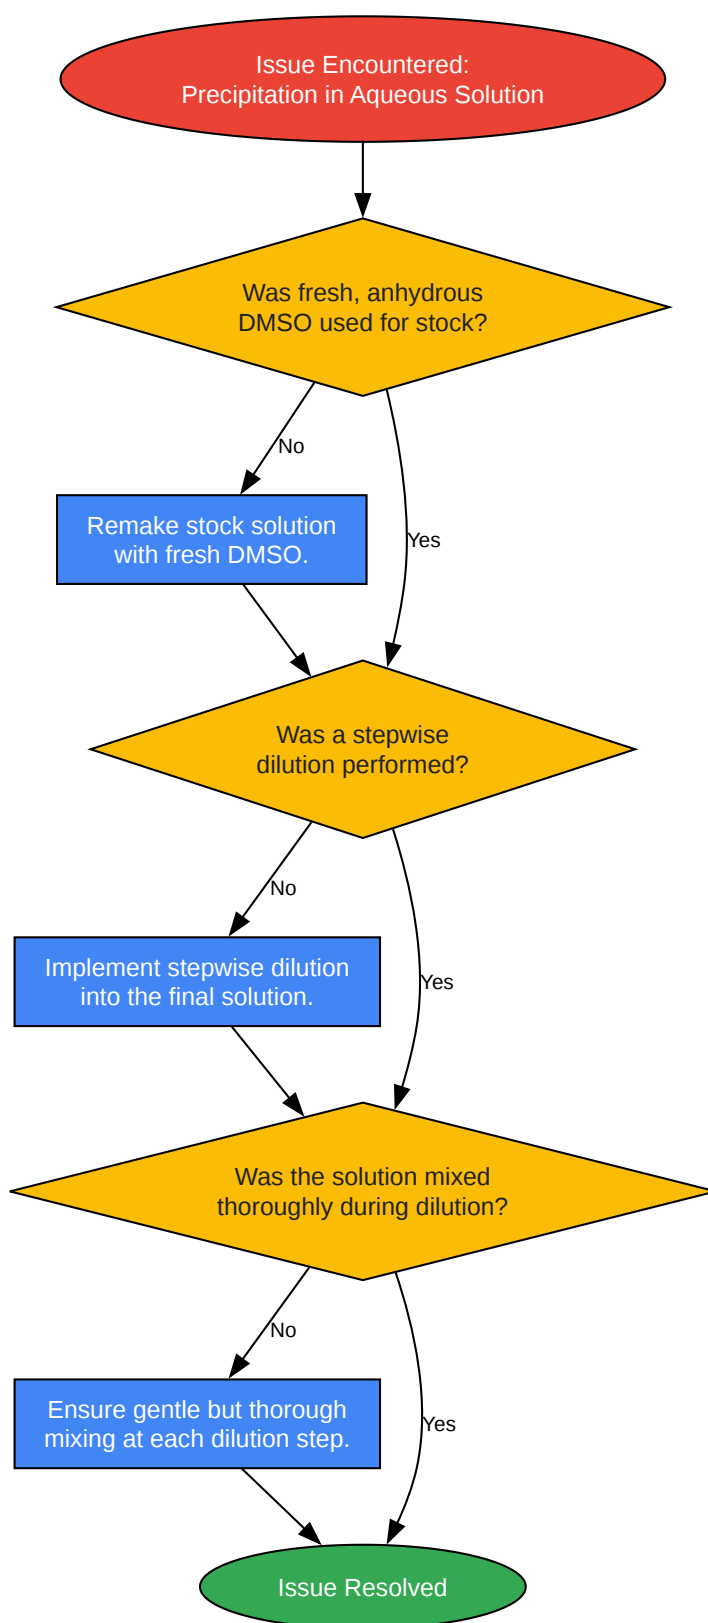 Issue Encountered:
Precipitation in Aqueous Solution
Was fresh, anhydrous
DMSO used for stock?
No
Remake stock solution
with fresh DMSO.
Yes
Was a stepwise
dilution performed?
No
Implement stepwise dilution
into the final solution.
Yes
Was the solution mixed
thoroughly during dilution?
No
Ensure gentle but thorough
mixing at each dilution step.
Yes
Issue Resolved